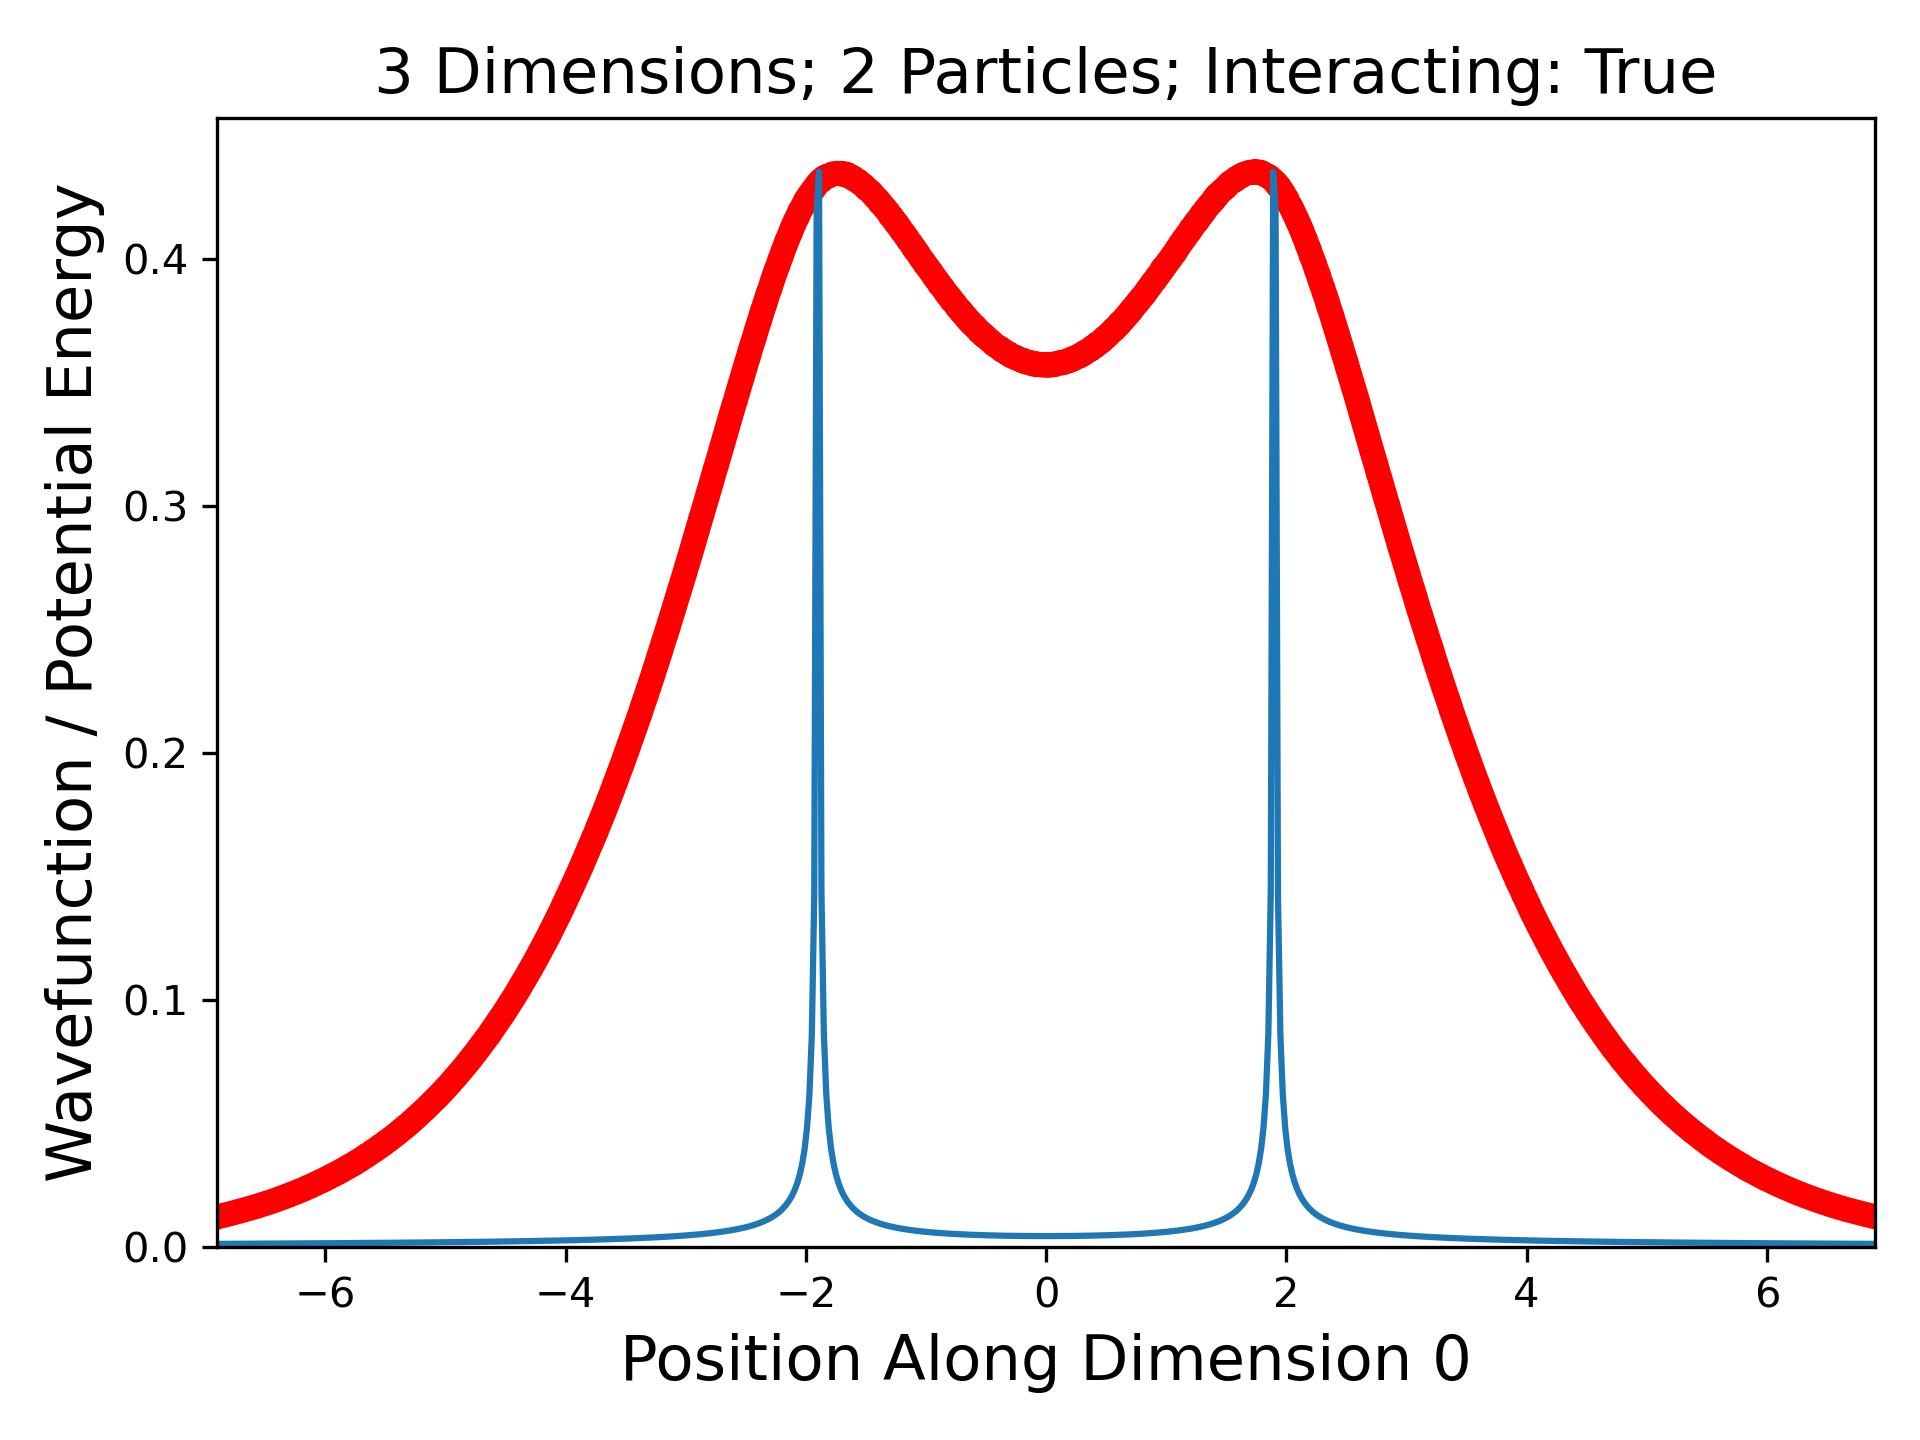 3 Dimensions; 2 Particles; Interacting: True
Wavefunction / Potential Energy
0.4
0.3
0.2
0.1
0.0
−6 −4 −2 0 2 4 6
Position Along Dimension 0